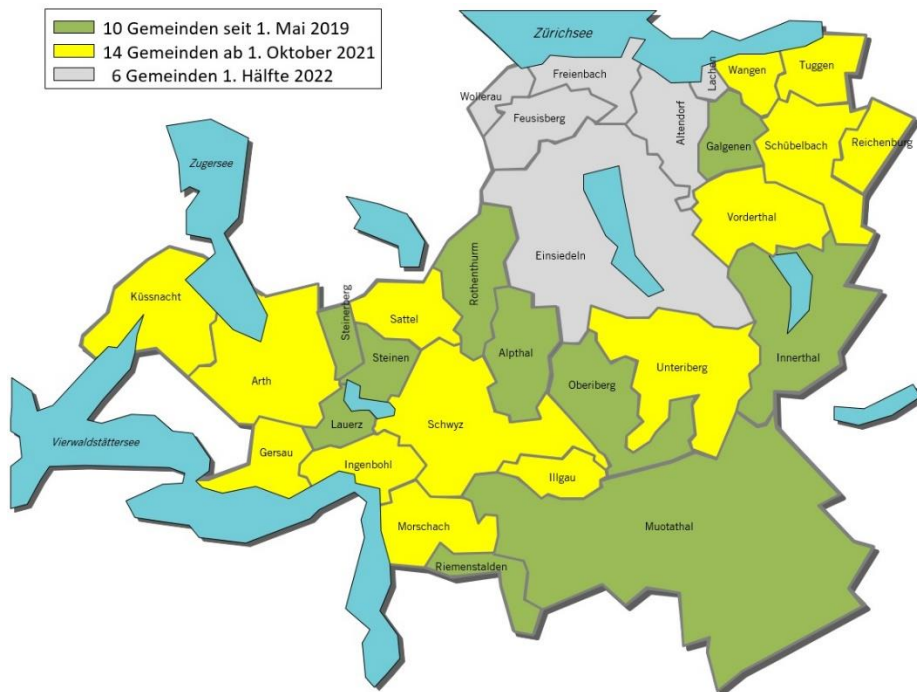 10 Gemeinden seit 1. Mai 2019
14 Gemeinden ab 1. Oktober 2021
6 Gemeinden 1. Hälfte 2022
Zürichsee
Freienbach
Wollerau
Feusisberg
Lachen
Altendorf
Wangen
Tuggen
Galgenen
Schübelbach
Reichenburg
Zugersee
Vorderthal
Einsiedeln
Rothenthurm
Küssnacht
Steinerberg
Sattel
Arth
Steinen
Alpthal
Oberiberg
Unteriberg
Innerthal
Lauerz
Schwyz
Vierwaldstättersee
Gersau
Ingenbohl
Illgau
Morschach
Muotathal
Riemenstalden